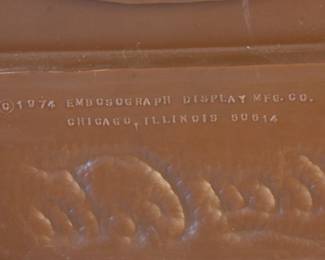 ©1974 EMBOSOGRAPH DISPLAY MFG. CO.
CHICAGO, ILLINOIS 60614